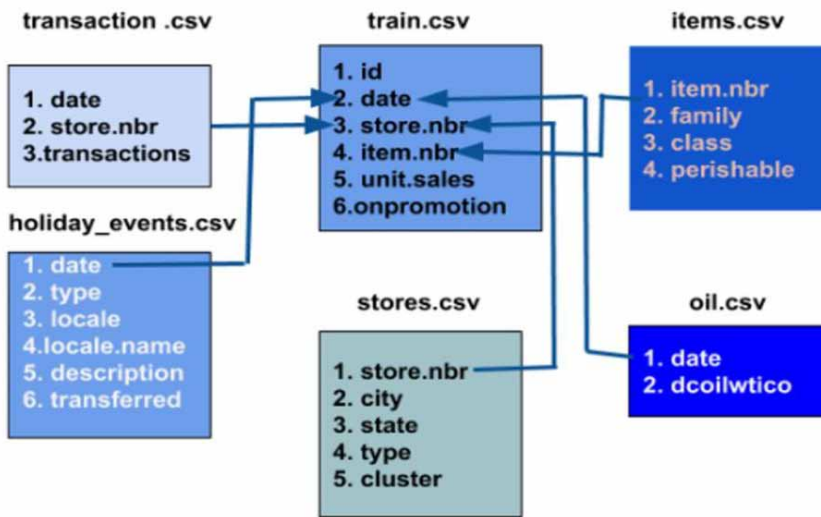 transaction .csv
1. date
2. store.nbr
3.transactions
train.csv
1. id
2. date
3. store.nbr
4. item.nbr
5. unit.sales
6.onpromotion
items.csv
1. item.nbr
2. family
3. class
4. perishable
holiday_events.csv
1. date
2. type
3. locale
4.locale.name
5. description
6. transferred
stores.csv
1. store.nbr
2. city
3. state
4. type
5. cluster
oil.csv
1. date
2. dcoilwtico